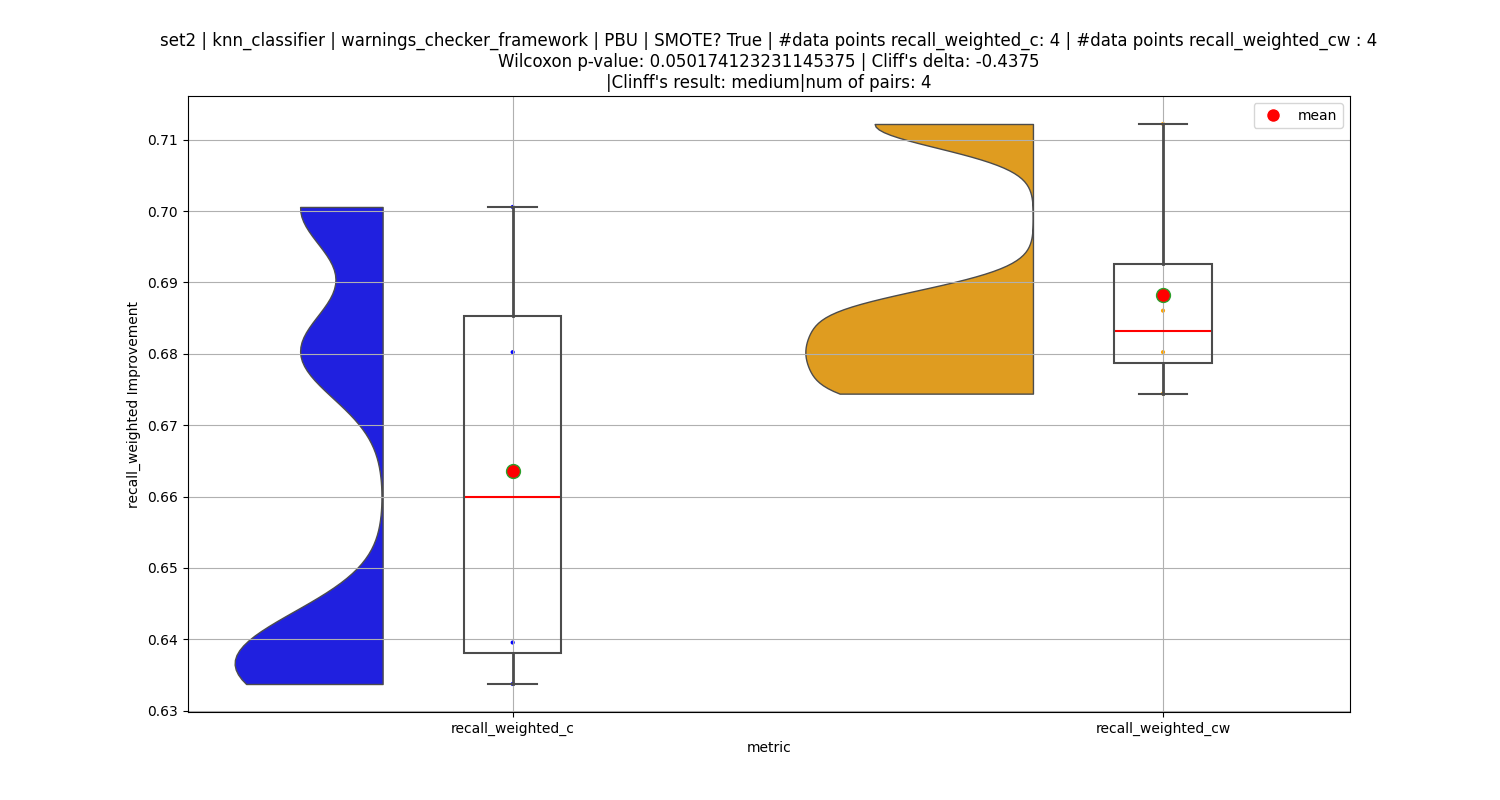 set2 | knn_classifier | warnings_checker_framework | PBU | SMOTE? True | #data points recall_weighted_c: 4 | #data points recall_weighted_cw : 4
Wilcoxon p-value: 0.050174123231145375 | Cliff's delta: -0.4375
|Clinff's result: medium|num of pairs: 4
mean
0.71
0.70
0.69
0.68
0.67
0.66
0.65
0.64
0.63
recall_weighted Improvement
recall_weighted_c
recall_weighted_cw
metric